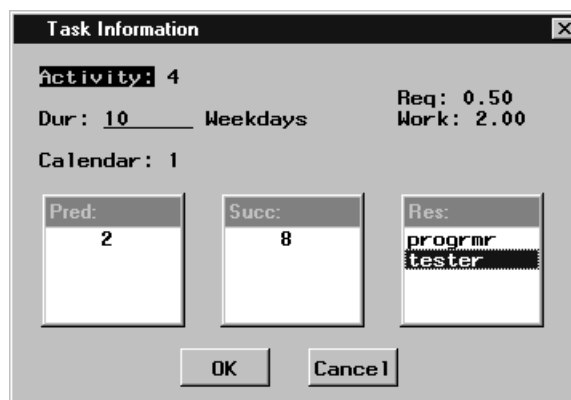 Task Information
Activity: 4
Req: 0.50
Dur: 10 Weekdays
Work: 2.00
Calendar: 1
Pred:
2
Succ:
8
Res:
progrmr
tester
OK
Cancel